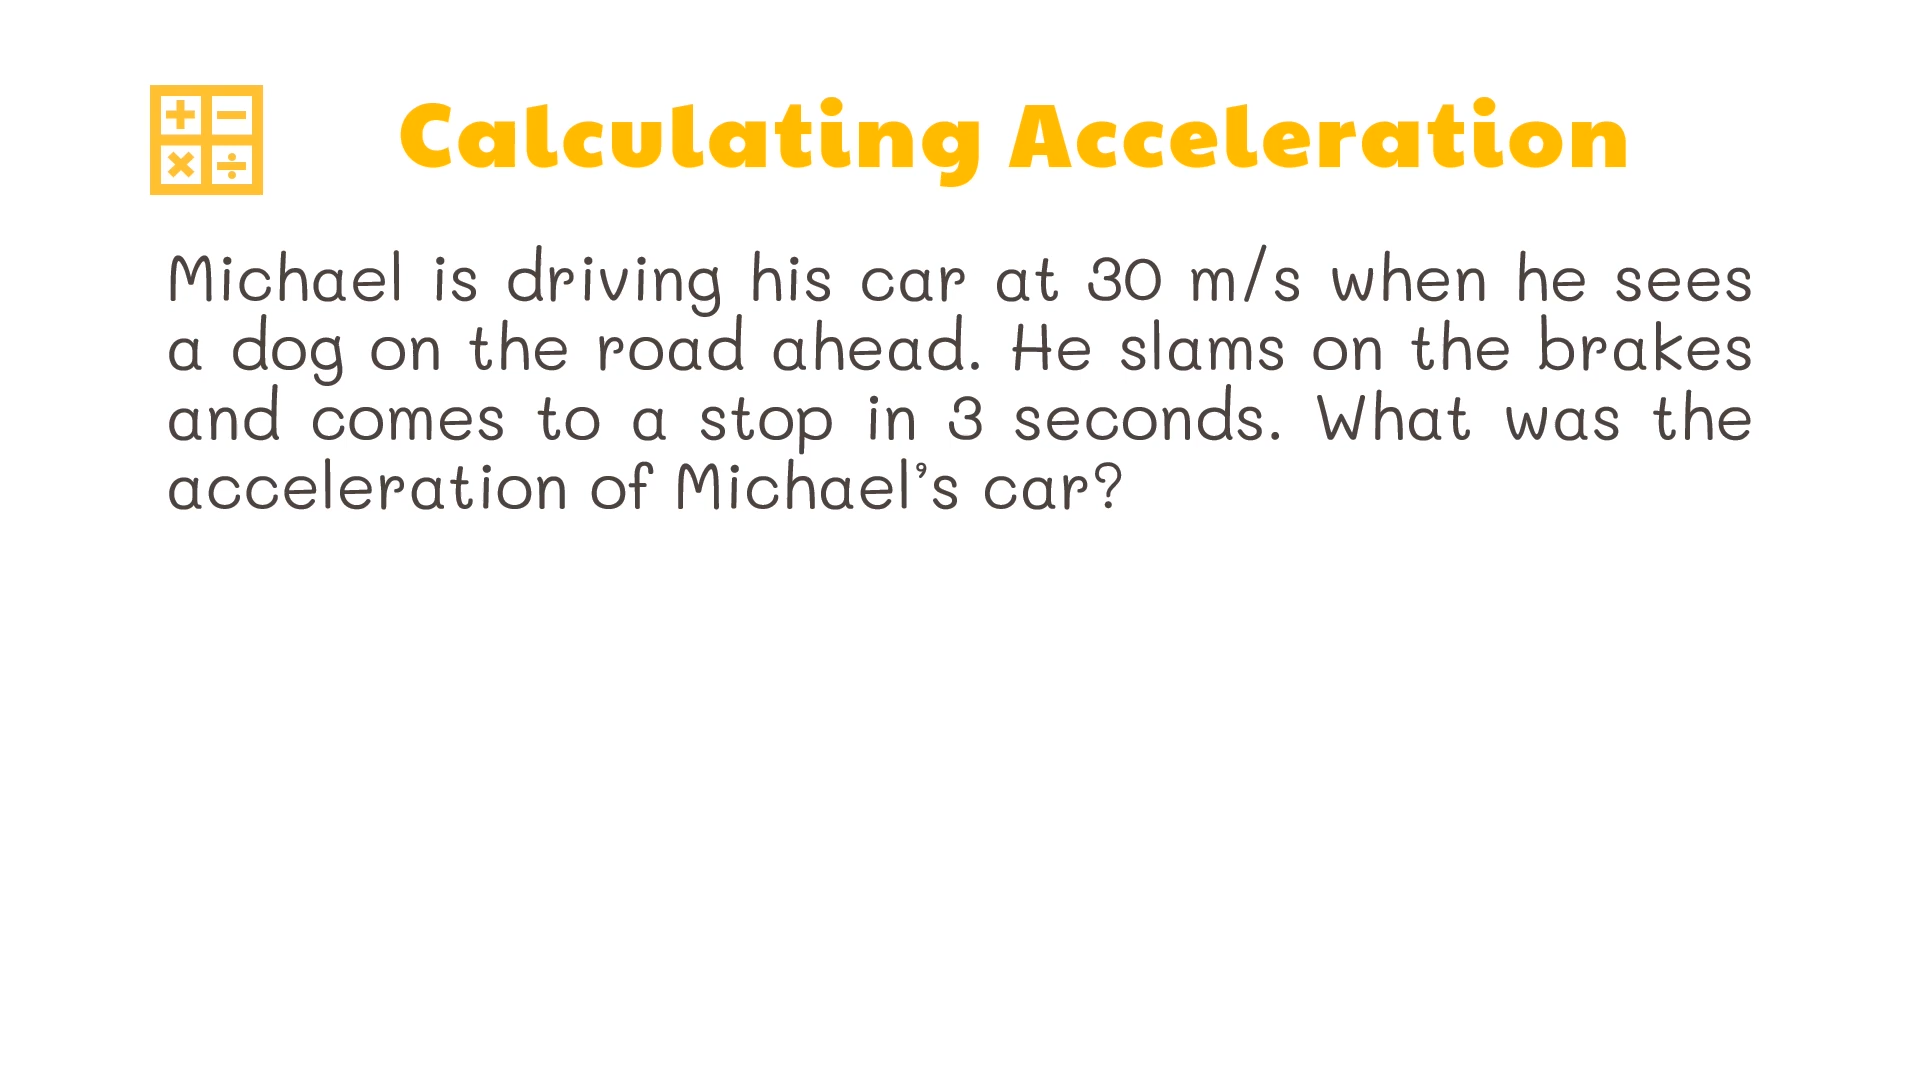 Calculating Acceleration
Michael is driving his car at 30 m/s when he sees
a dog on the road ahead. He slams on the brakes
and comes to a stop in 3 seconds. What was the
acceleration of Michael’s car?